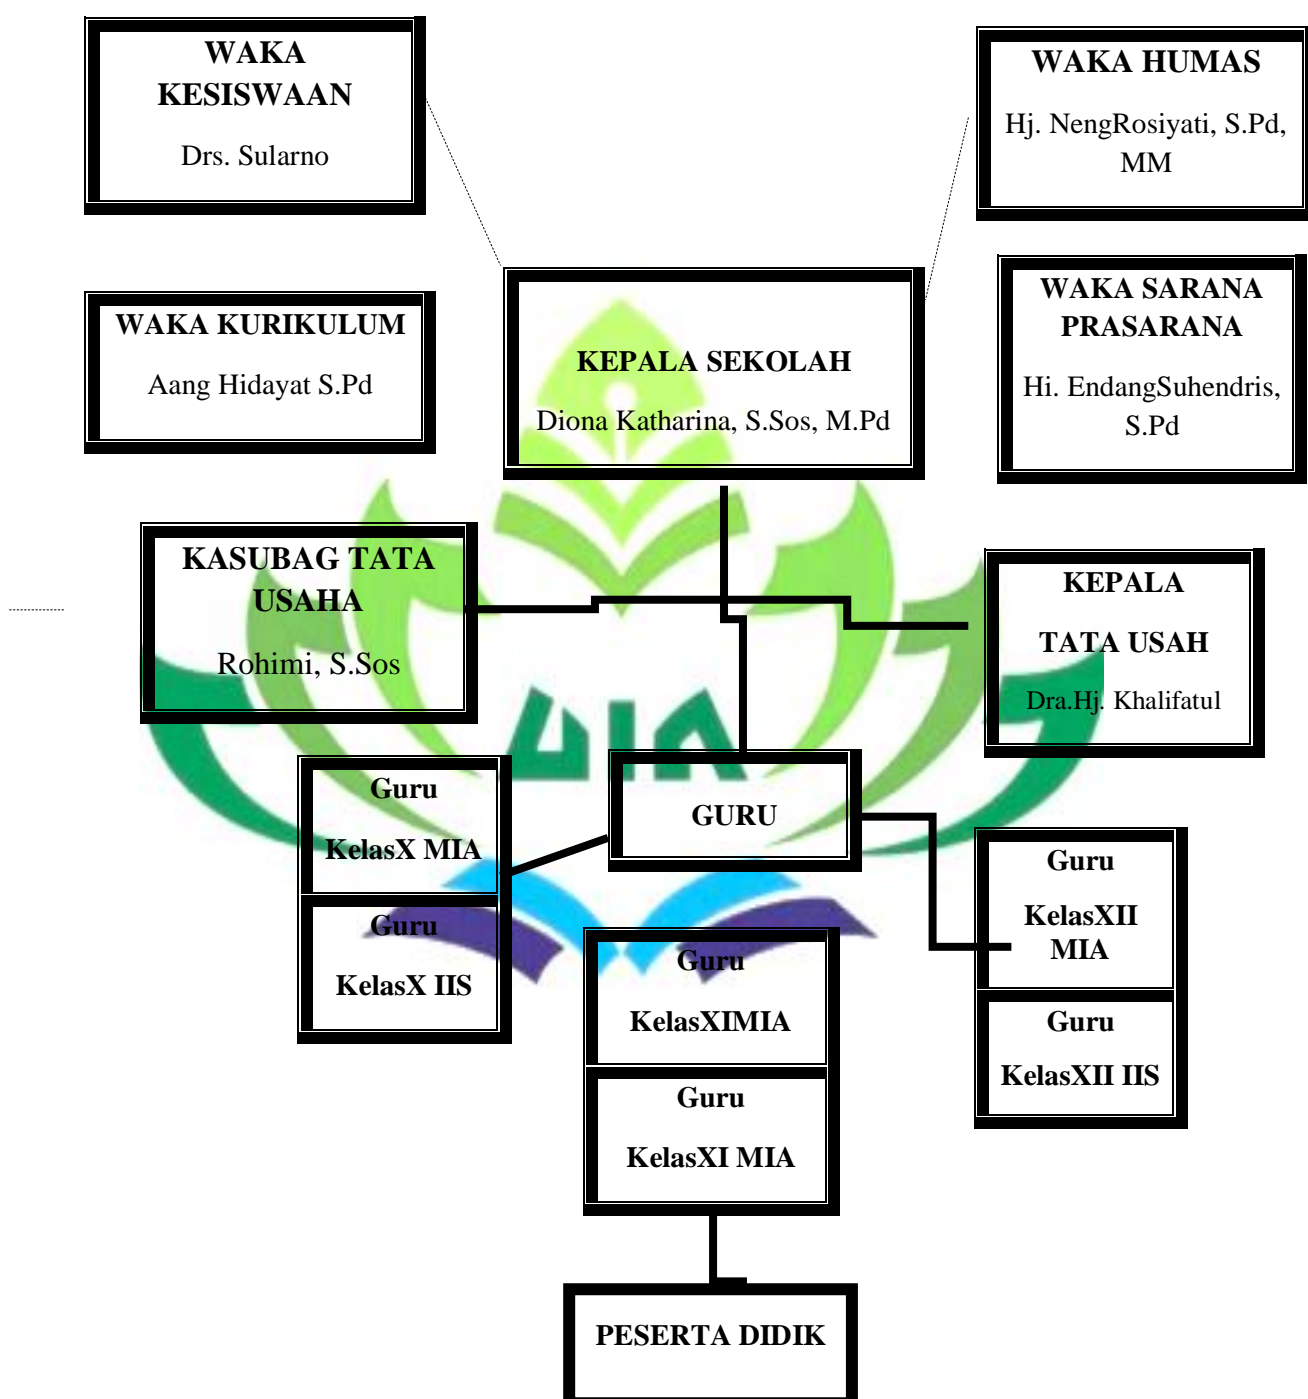 WAKA
KESISWAAN
Drs. Sularno
WAKA HUMAS
Hj. NengRosiyati, S.Pd,
MM
WAKA KURIKULUM
Aang Hidayat S.Pd
KEPALA SEKOLAH
Diona Katharina, S.Sos, M.Pd
WAKA SARANA
PRASARANA
Hi. EndangSuhendris,
S.Pd
KASUBAG TATA
USAHA
Rohimi, S.Sos
KEPALA
TATA USAH
Dra.Hj. Khalifatul
UIN
GURU
Guru
KelasX MIA
Guru
KelasX IIS
Guru
KelasXIMIA
Guru
KelasXI MIA
Guru
KelasXII
MIA
Guru
KelasXII IIS
PESERTA DIDIK